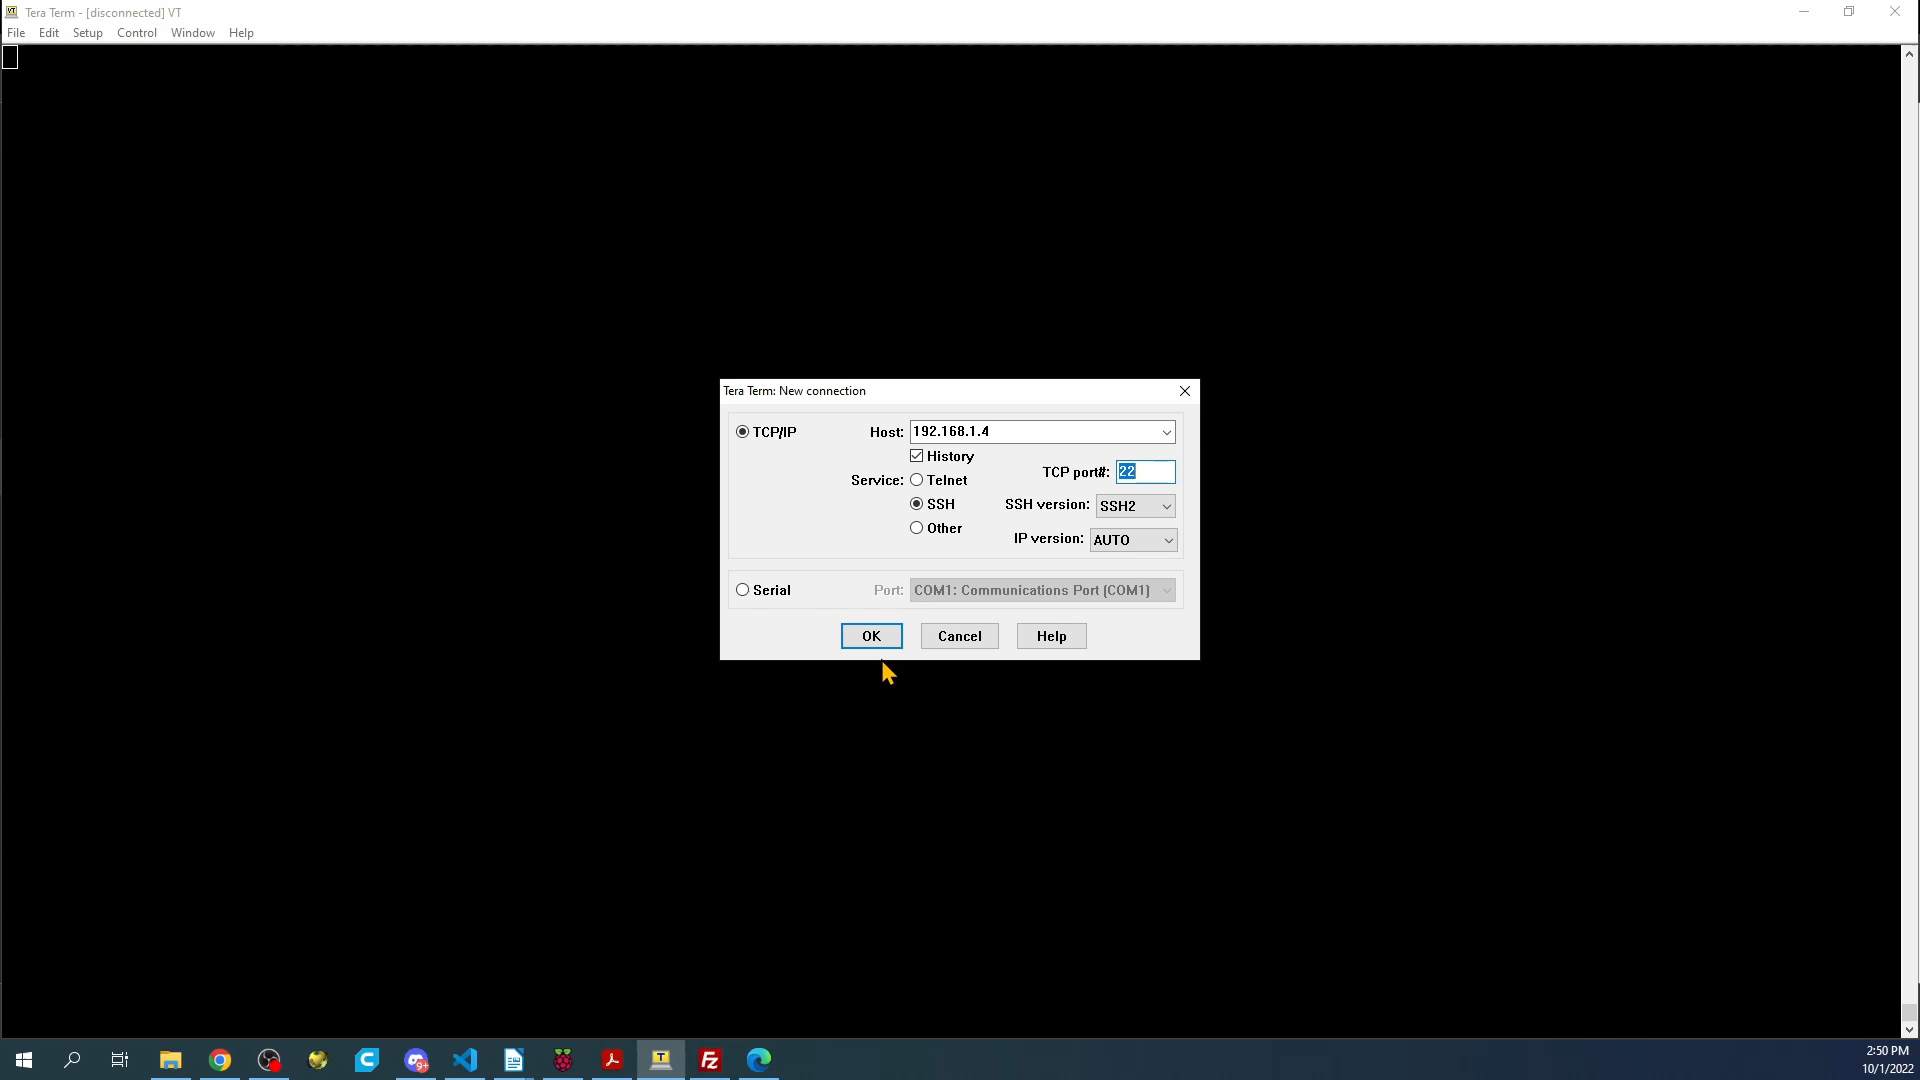 Tera Term - [disconnected] VT
File Edit Setup Control Window Help
Tera Term: New connection
TCP/IP Host: 192.168.1.4
History
TCP port#: 22
Service: Telnet
SSH SSH version: SSH2
Other
IP version: AUTO
Serial Port: COM1: Communications Port (COM1)
OK Cancel Help
9+
2:50 PM
10/1/2022